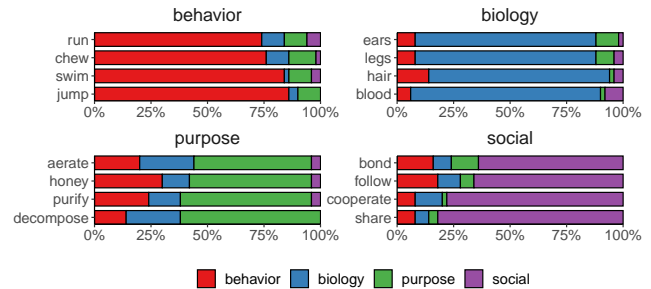 behavior
run
chew
swim
jump
0% 25% 50% 75% 100%
biology
ears
legs
hair
blood
0% 25% 50% 75% 100%
purpose
aerate
honey
purify
decompose
0% 25% 50% 75% 100%
social
bond
follow
cooperate
share
0% 25% 50% 75% 100%
behavior biology purpose social